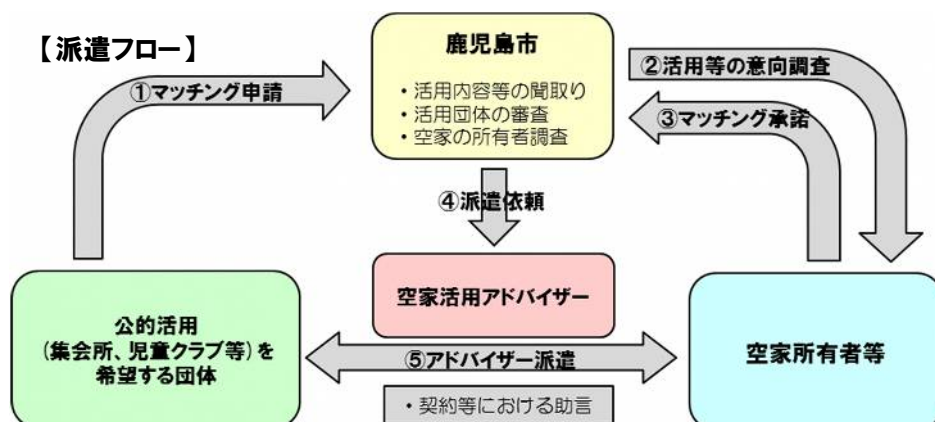 【派遣フロー】
鹿児島市
・活用内容等の聞取り
・活用団体の審査
・空家の所有者調査
①マッチング申請
②活用等の意向調査
③マッチング承諾
④派遣依頼
空家活用アドバイザー
公的活用
(集会所、児童クラブ等)を
希望する団体
⑤アドバイザー派遣
・契約等における助言
空家所有者等